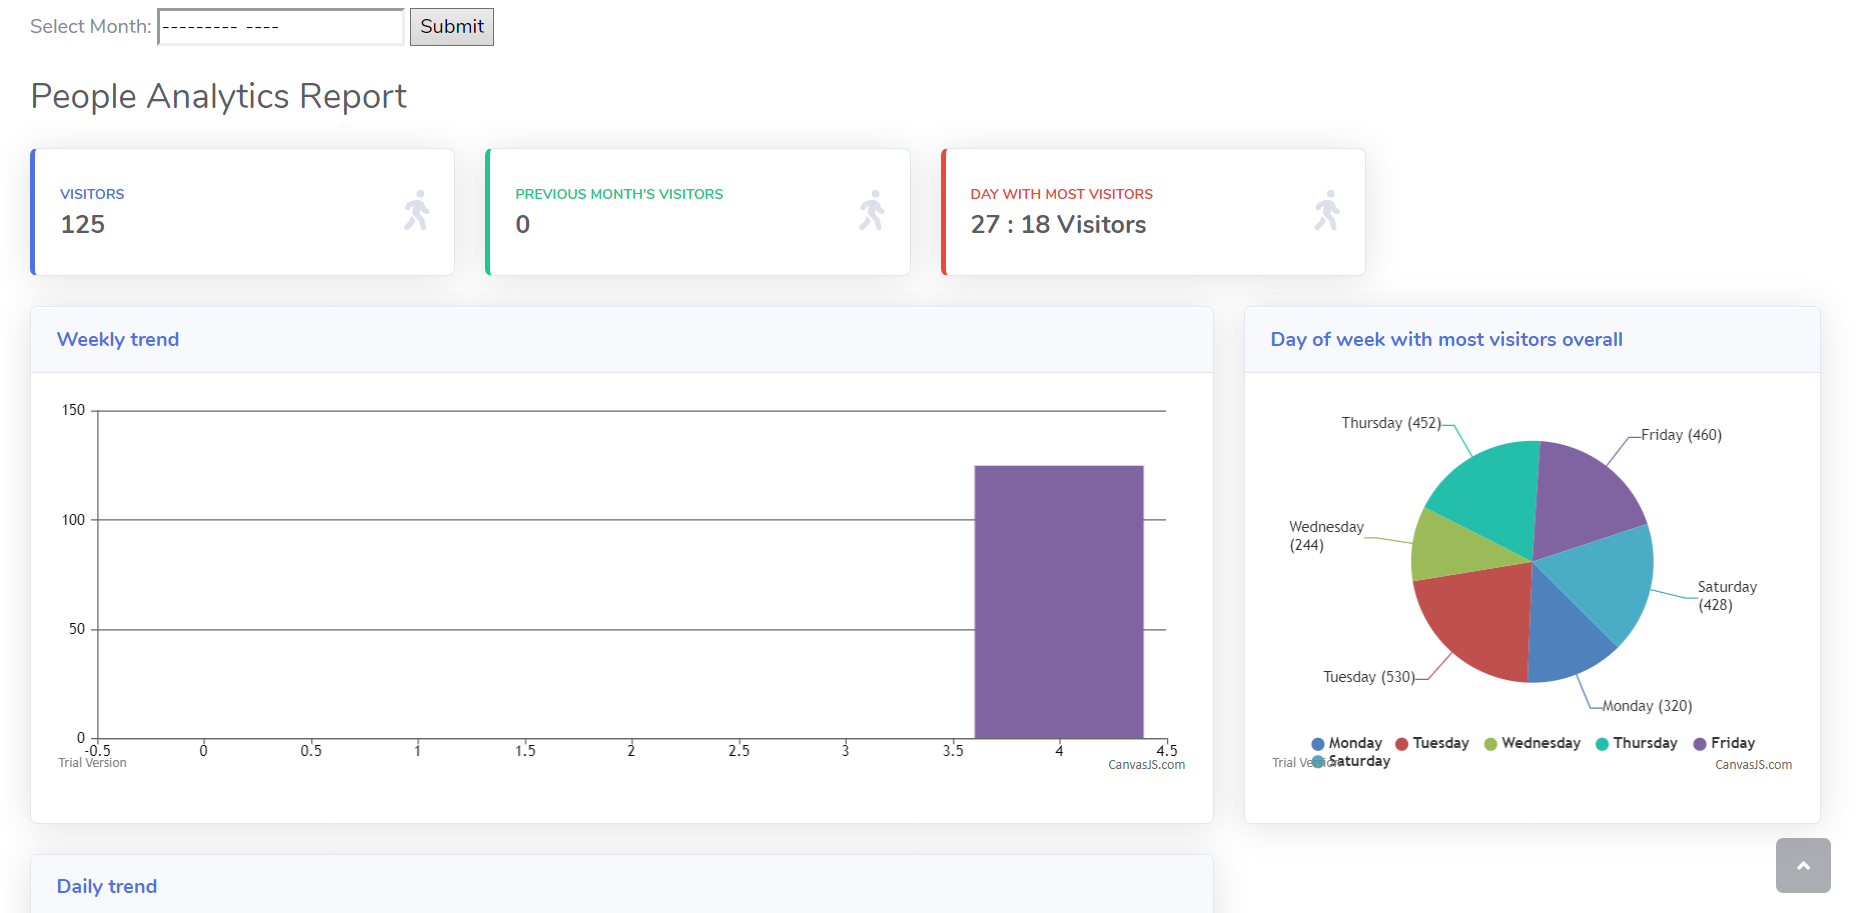 Select Month: --------- ---- Submit
People Analytics Report
VISITORS
125
PREVIOUS MONTH'S VISITORS
0
DAY WITH MOST VISITORS
27 : 18 Visitors
Weekly trend
150
100
50
0
-0.5 0 0.5 1 1.5 2 2.5 3 3.5 4 4.5
Trial Version
CanvasJS.com
Day of week with most visitors overall
Thursday (452)
Friday (460)
Wednesday
(244)
Saturday
(428)
Tuesday (530)
Monday (320)
Monday Tuesday Wednesday Thursday Friday
Saturday
Trial Version
CanvasJS.com
Daily trend